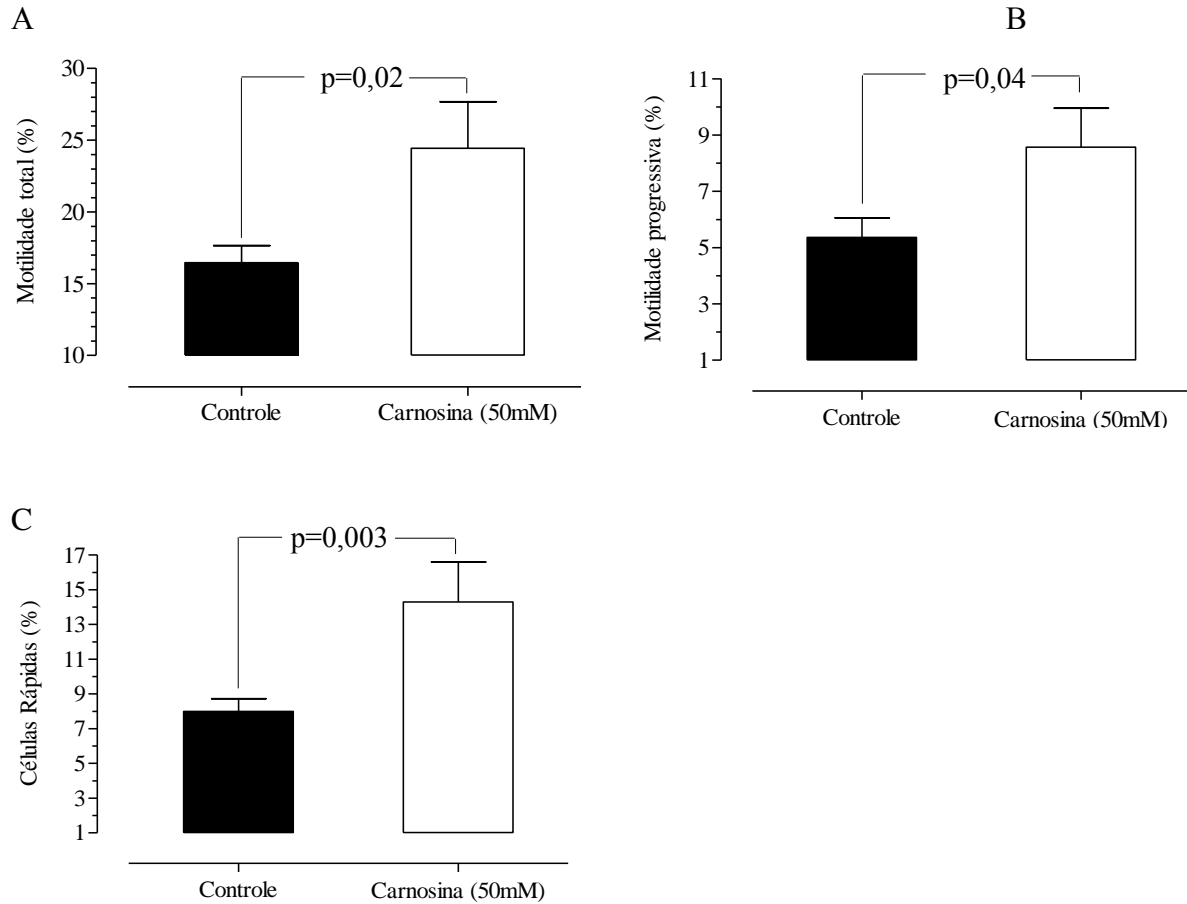 A
Motilidade total (%)
30
25
20
15
10
p=0,02
Controle
Carnosina (50mM)
B
Motilidade progressiva (%)
11
9
7
5
3
1
p=0,04
Controle
Carnosina (50mM)
C
Células Rápidas (%)
17
15
13
11
9
7
5
3
1
p=0,003
Controle
Carnosina (50mM)